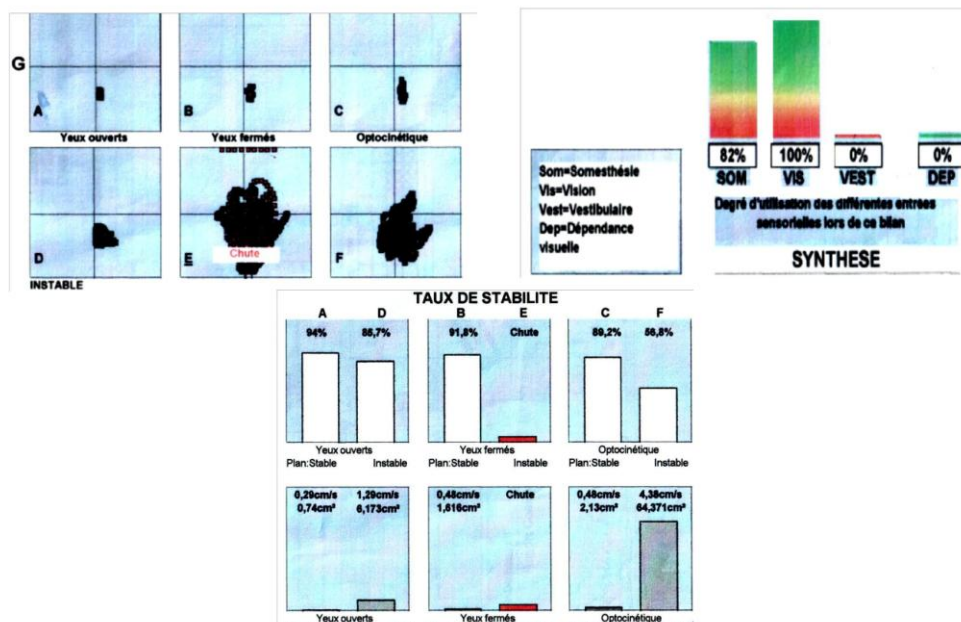 G
A B C
Yeux ouverts Yeux fermés Optocinétique
D E F
Chute
INSTABLE
Som=Somesthésie
Vis=Vision
Vest=Vestibulaire
Dep=Dépendance
visuelle
82% 100% 0% 0%
SOM VIS VEST DEP
Degré d'utilisation des différentes entrees
sensorielles lors de ce bilan
SYNTHESE
TAUX DE STABILITE
A D B E C F
94% 85,7% 91,8% Chute 89,2% 56,8%
Yeux ouverts Yeux fermés Optocinétique
Plan:Stable Instable Plan:Stable Instable Plan:Stable Instable
0,29cm/s 1,29cm/s 0,48cm/s Chute 0,48cm/s 4,38cm/s
0,74cm² 6,173cm² 1,616cm² 2,13cm² 64,371cm²
Yeux ouverts Yeux fermés Optocinétique